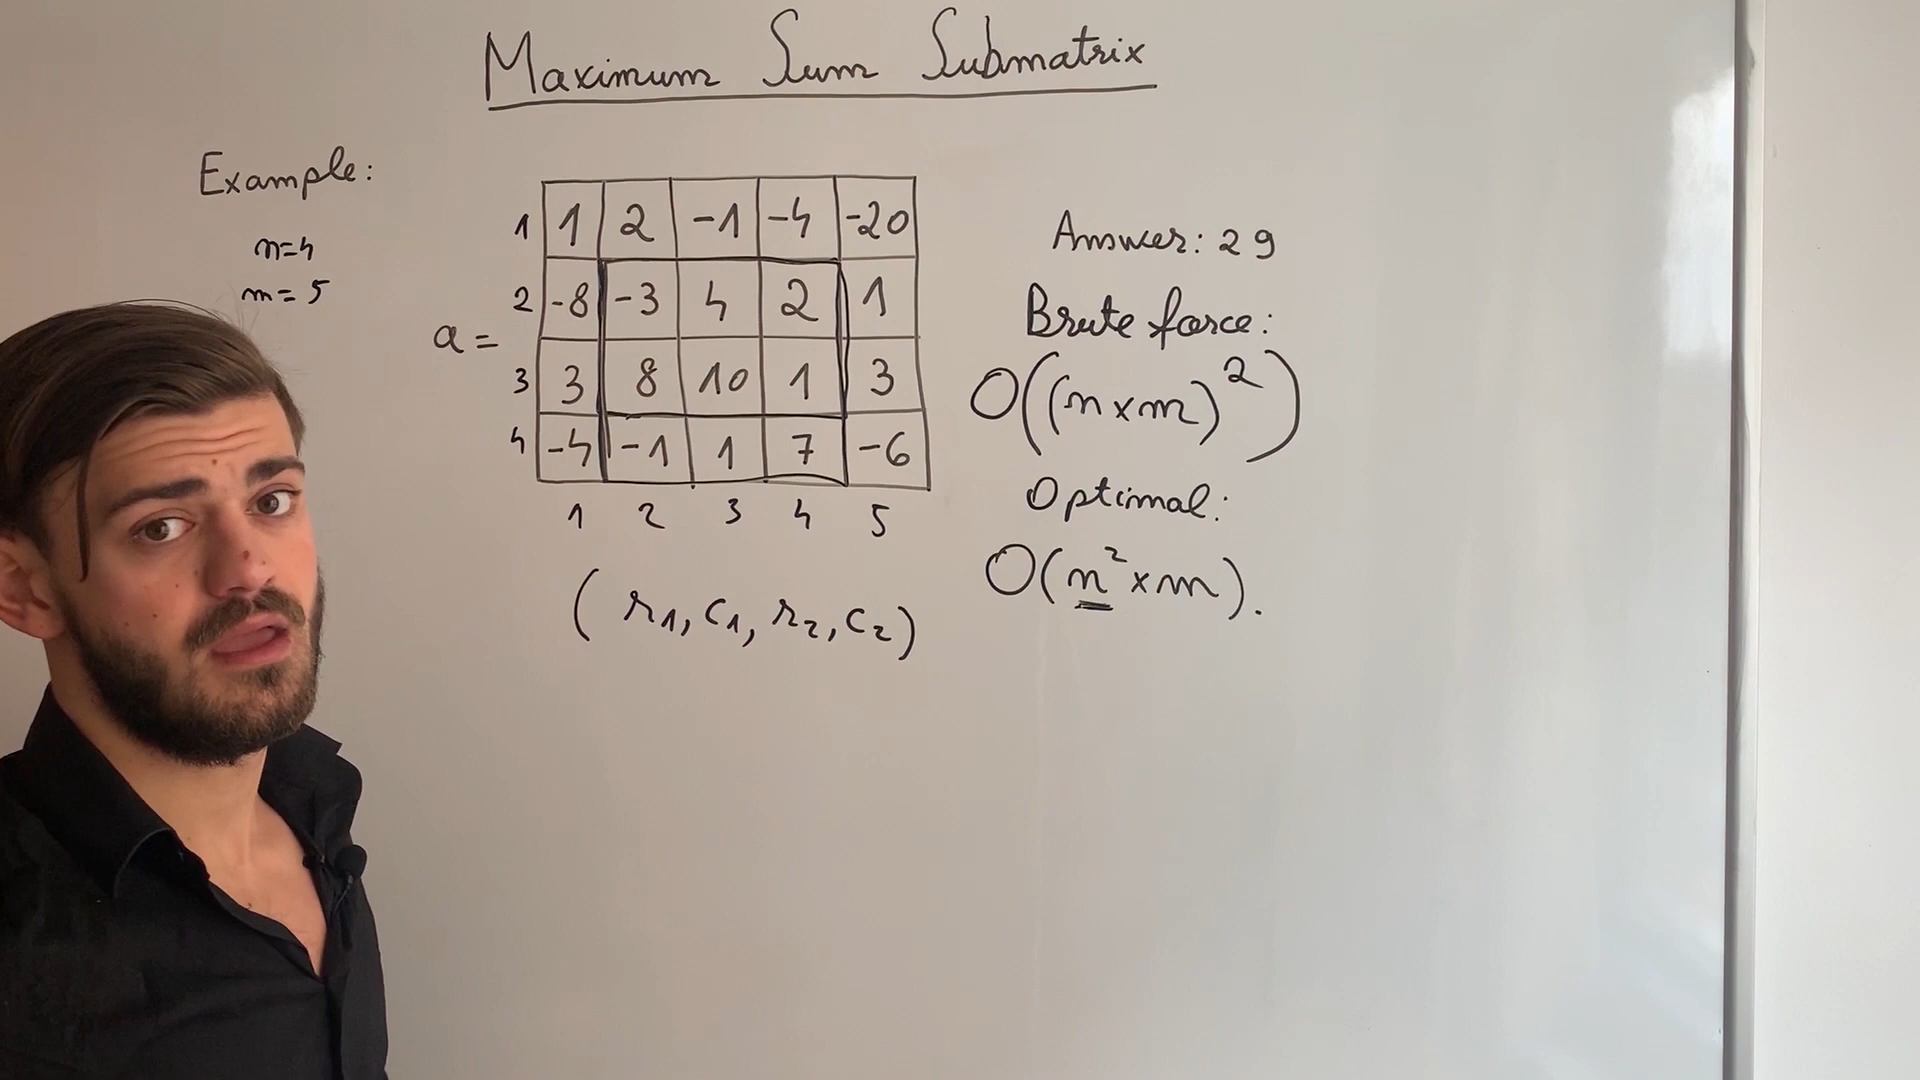 Maximum Sum Submatrix
Example:
n=4
m=5
a=
1 1 2 -1 -4 -20
2 -8 -3 4 2 1
3 3 8 10 1 3
4 -4 -1 1 7 -6
1 2 3 4 5
(r1, c1, r2, c2)
Answer: 29
Brute force:
O((n×m)²)
Optimal:
O(n²×m).